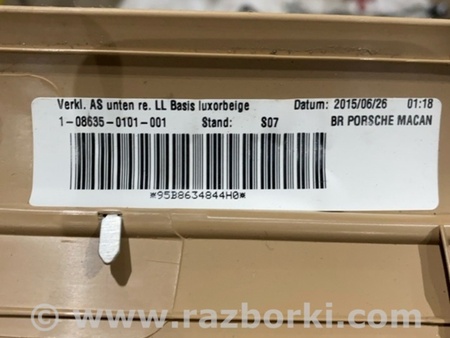 Verkl. AS unten re. LL Basis luxorbeige Datum: 2015/06/26 01:18
1-08635-0101-001 Stand: S07 BR PORSCHE MACAN
*95B8634844H0*
www.razborki.com